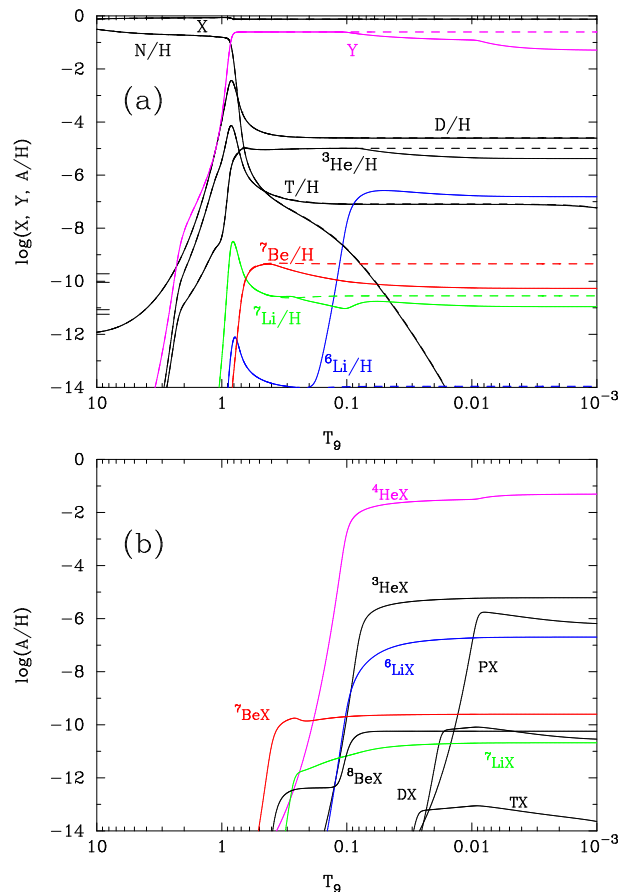 0
−2
−4
−6
−8
−10
−12
−14
log(X, Y, A/H)
X
N/H
Y
(a)
D/H
³He/H
T/H
⁷Be/H
⁷Li/H
⁶Li/H
10
1
0.1
0.01
10⁻³
T₉
0
−2
−4
−6
−8
−10
−12
−14
log(A/H)
(b)
⁴HeX
³HeX
⁶LiX
PX
⁷BeX
⁸BeX
⁷LiX
DX
TX
10
1
0.1
0.01
10⁻³
T₉